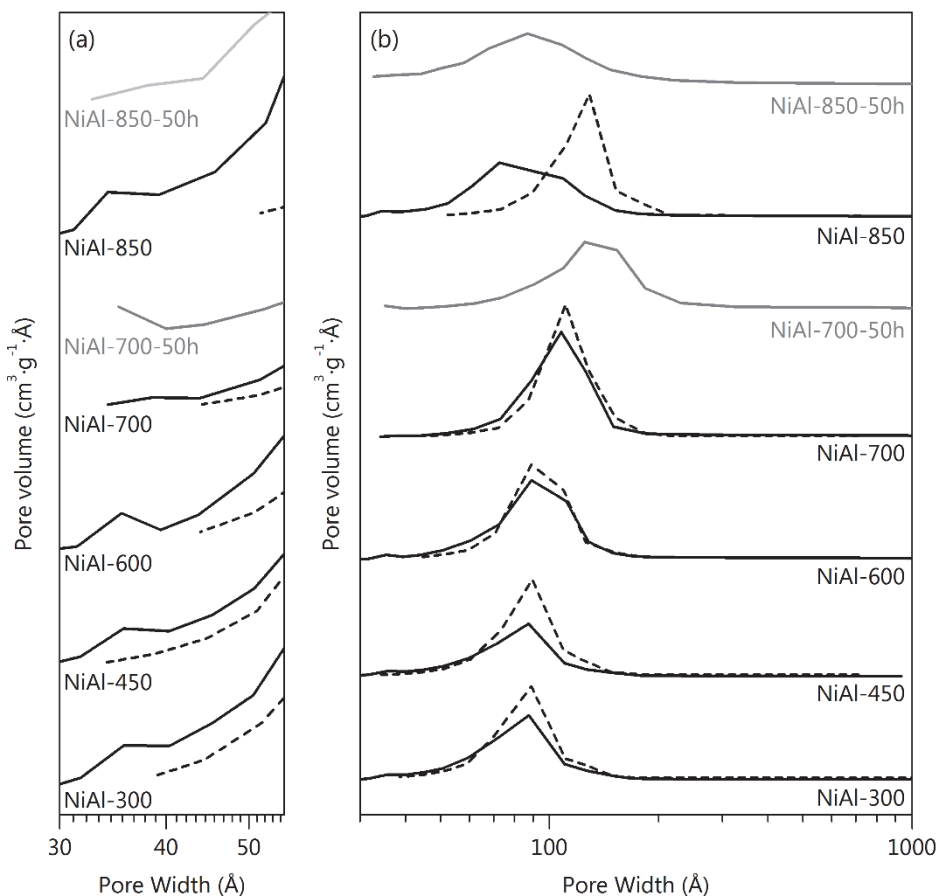 (a)
Pore volume (cm³·g⁻¹·Å)
NiAl-850-50h
NiAl-850
NiAl-700-50h
NiAl-700
NiAl-600
NiAl-450
NiAl-300
30
40
50
Pore Width (Å)
(b)
Pore volume (cm³·g⁻¹·Å)
NiAl-850-50h
NiAl-850
NiAl-700-50h
NiAl-700
NiAl-600
NiAl-450
NiAl-300
100
1000
Pore Width (Å)